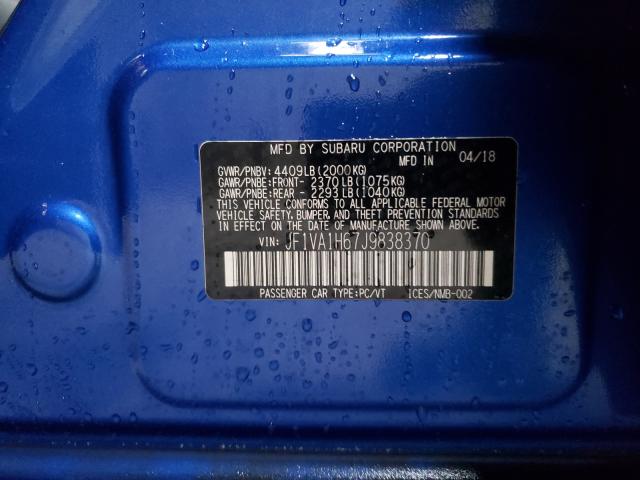 MFD BY SUBARU CORPORATION
MFD IN 04/18
GVWR/PNBV: 4409LB(2000KG)
GAWR/PNBE:FRONT- 2370LB(1075KG)
GAWR/PNBE:REAR - 2293LB(1040KG)
THIS VEHICLE CONFORMS TO ALL APPLICABLE FEDERAL MOTOR
VEHICLE SAFETY, BUMPER, AND THEFT PREVENTION STANDARDS
IN EFFECT ON THE DATE OF MANUFACTURE SHOWN ABOVE.
VIN: JF1VA1H67J9838370
PASSENGER CAR TYPE:PC/VT ICES/NMB-002